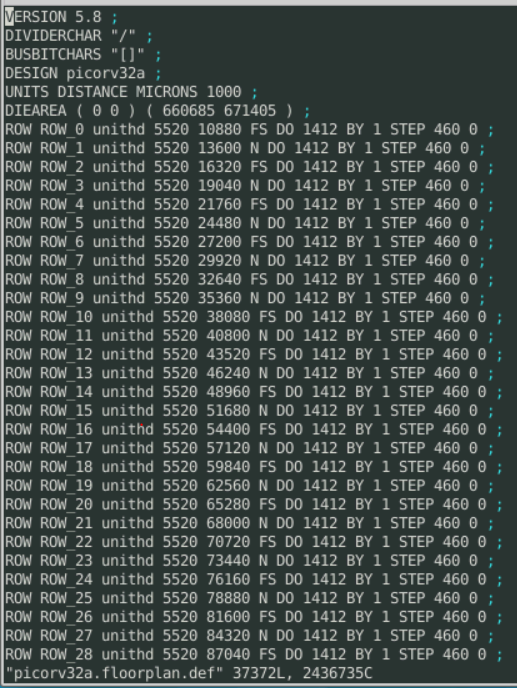 VERSION 5.8 ;
DIVIDERCHAR "/" ;
BUSBITCHARS "[]" ;
DESIGN picorv32a ;
UNITS DISTANCE MICRONS 1000 ;
DIEAREA ( 0 0 ) ( 660685 671405 ) ;
ROW ROW_0 unithd 5520 10880 FS DO 1412 BY 1 STEP 460 0 ;
ROW ROW_1 unithd 5520 13600 N DO 1412 BY 1 STEP 460 0 ;
ROW ROW_2 unithd 5520 16320 FS DO 1412 BY 1 STEP 460 0 ;
ROW ROW_3 unithd 5520 19040 N DO 1412 BY 1 STEP 460 0 ;
ROW ROW_4 unithd 5520 21760 FS DO 1412 BY 1 STEP 460 0 ;
ROW ROW_5 unithd 5520 24480 N DO 1412 BY 1 STEP 460 0 ;
ROW ROW_6 unithd 5520 27200 FS DO 1412 BY 1 STEP 460 0 ;
ROW ROW_7 unithd 5520 29920 N DO 1412 BY 1 STEP 460 0 ;
ROW ROW_8 unithd 5520 32640 FS DO 1412 BY 1 STEP 460 0 ;
ROW ROW_9 unithd 5520 35360 N DO 1412 BY 1 STEP 460 0 ;
ROW ROW_10 unithd 5520 38080 FS DO 1412 BY 1 STEP 460 0 ;
ROW ROW_11 unithd 5520 40800 N DO 1412 BY 1 STEP 460 0 ;
ROW ROW_12 unithd 5520 43520 FS DO 1412 BY 1 STEP 460 0 ;
ROW ROW_13 unithd 5520 46240 N DO 1412 BY 1 STEP 460 0 ;
ROW ROW_14 unithd 5520 48960 FS DO 1412 BY 1 STEP 460 0 ;
ROW ROW_15 unithd 5520 51680 N DO 1412 BY 1 STEP 460 0 ;
ROW ROW_16 unithd 5520 54400 FS DO 1412 BY 1 STEP 460 0 ;
ROW ROW_17 unithd 5520 57120 N DO 1412 BY 1 STEP 460 0 ;
ROW ROW_18 unithd 5520 59840 FS DO 1412 BY 1 STEP 460 0 ;
ROW ROW_19 unithd 5520 62560 N DO 1412 BY 1 STEP 460 0 ;
ROW ROW_20 unithd 5520 65280 FS DO 1412 BY 1 STEP 460 0 ;
ROW ROW_21 unithd 5520 68000 N DO 1412 BY 1 STEP 460 0 ;
ROW ROW_22 unithd 5520 70720 FS DO 1412 BY 1 STEP 460 0 ;
ROW ROW_23 unithd 5520 73440 N DO 1412 BY 1 STEP 460 0 ;
ROW ROW_24 unithd 5520 76160 FS DO 1412 BY 1 STEP 460 0 ;
ROW ROW_25 unithd 5520 78880 N DO 1412 BY 1 STEP 460 0 ;
ROW ROW_26 unithd 5520 81600 FS DO 1412 BY 1 STEP 460 0 ;
ROW ROW_27 unithd 5520 84320 N DO 1412 BY 1 STEP 460 0 ;
ROW ROW_28 unithd 5520 87040 FS DO 1412 BY 1 STEP 460 0 ;
"picorv32a.floorplan.def" 37372L, 2436735C